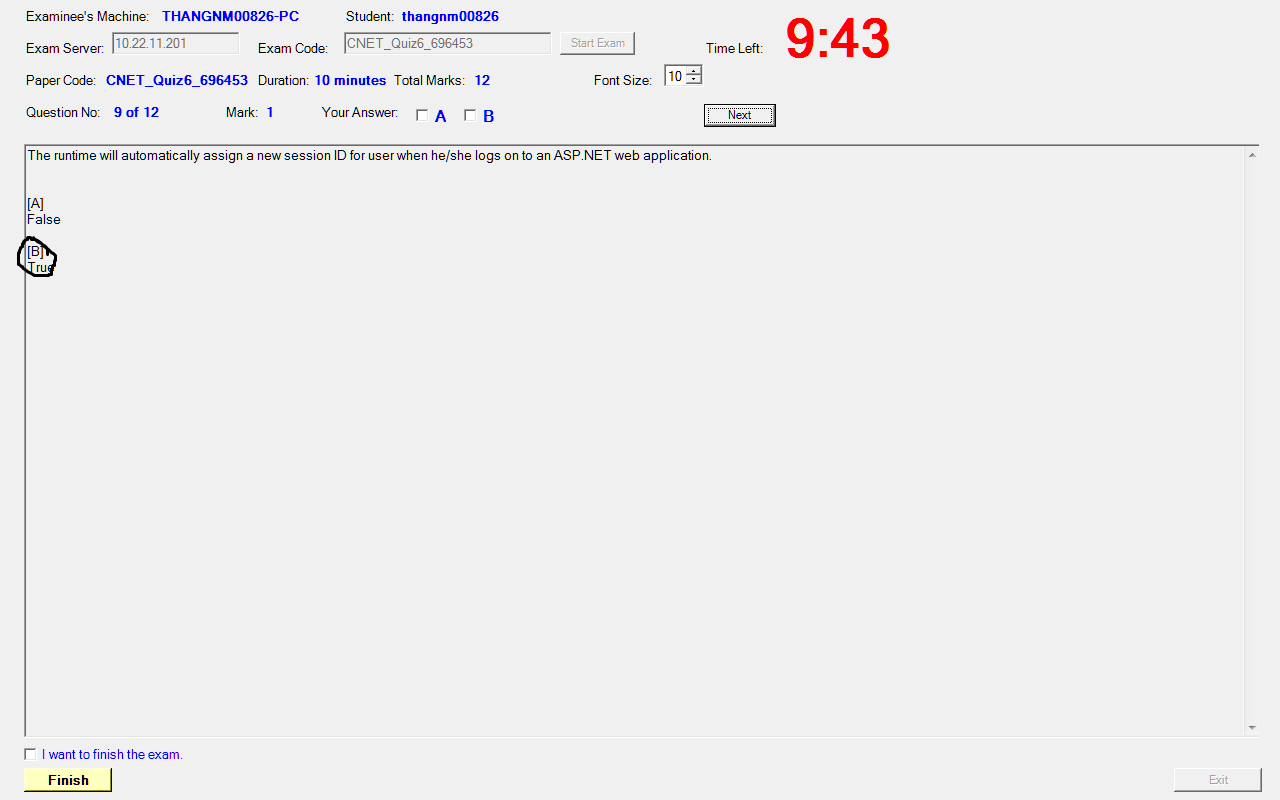 Examinee's Machine: THANGNM00826-PC Student: thangnm00826
Exam Server: 10.22.11.201 Exam Code: CNET_Quiz6_696453 Start Exam Time Left: 9:43
Paper Code: CNET_Quiz6_696453 Duration: 10 minutes Total Marks: 12 Font Size: 10
Question No: 9 of 12 Mark: 1 Your Answer: A B Next
The runtime will automatically assign a new session ID for user when he/she logs on to an ASP.NET web application.
[A]
False
[B]
True
I want to finish the exam.
Finish Exit